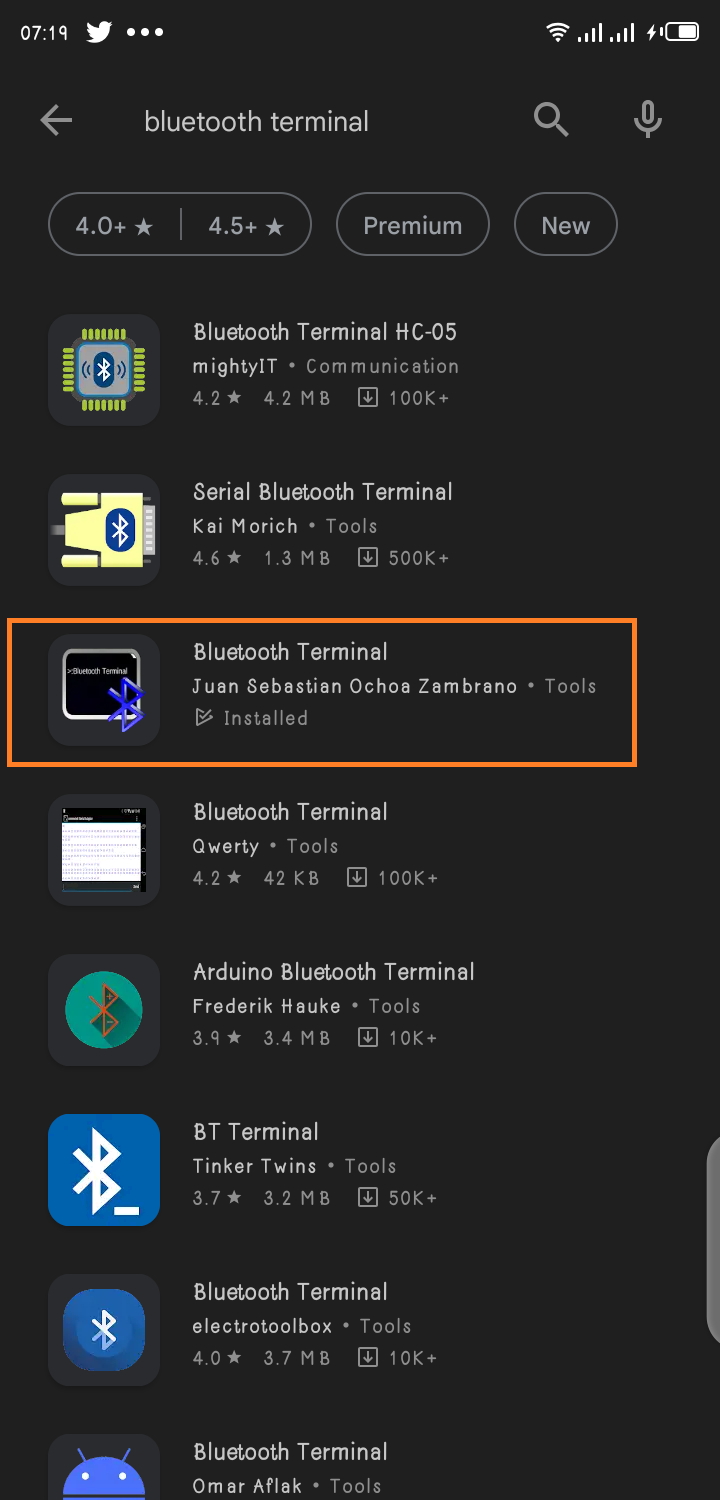 07:19
bluetooth terminal
4.0+ ★ 4.5+ ★ Premium New
Bluetooth Terminal HC-05
mightyIT • Communication
4.2 ★ 4.2 MB 100K+
Serial Bluetooth Terminal
Kai Morich • Tools
4.6 ★ 1.3 MB 500K+
>:Bluetooth Terminal
Bluetooth Terminal
Juan Sebastian Ochoa Zambrano • Tools
Installed
Bluetooth Terminal
Qwerty • Tools
4.2 ★ 42 KB 100K+
Arduino Bluetooth Terminal
Frederik Hauke • Tools
3.9 ★ 3.4 MB 10K+
BT Terminal
Tinker Twins • Tools
3.7 ★ 3.2 MB 50K+
Bluetooth Terminal
electrotoolbox • Tools
4.0 ★ 3.7 MB 10K+
Bluetooth Terminal
Omar Aflak • Tools